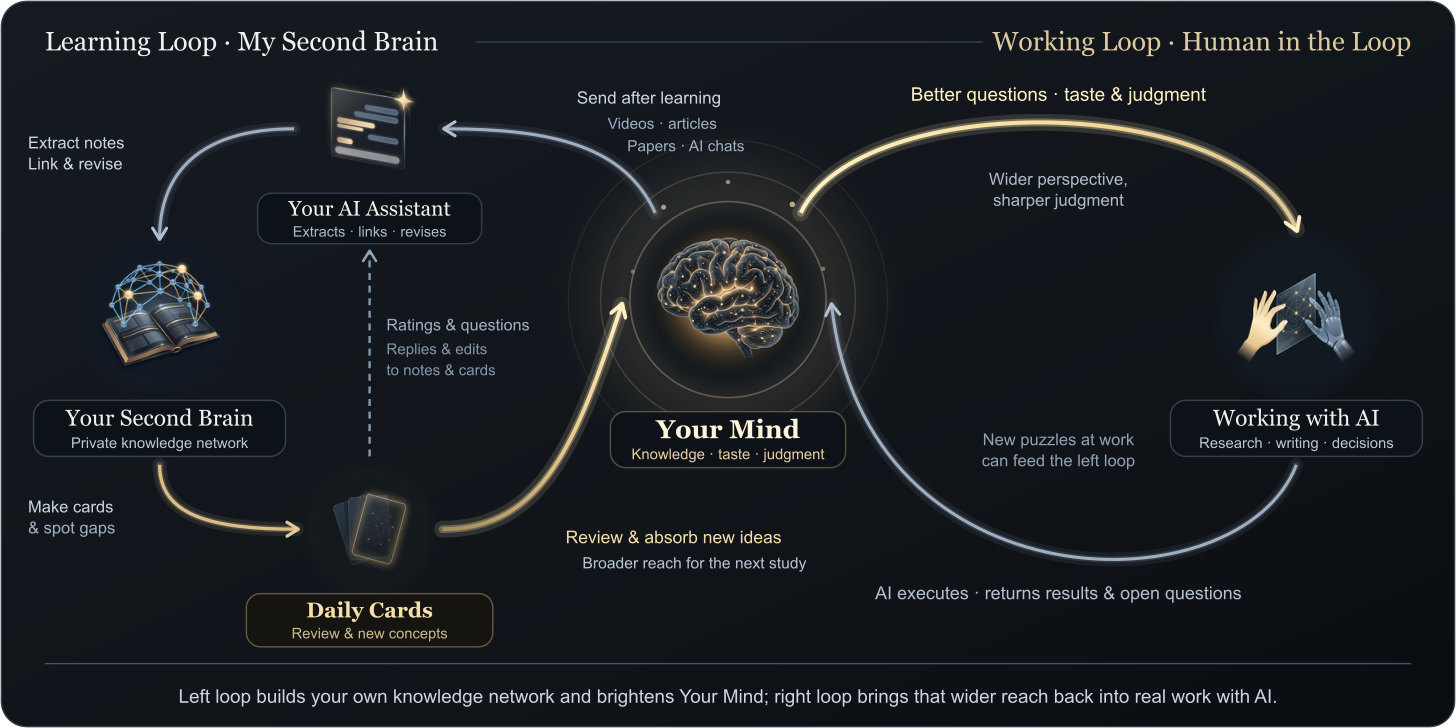 Learning Loop · My Second Brain
Working Loop · Human in the Loop
Send after learning
Videos · articles
Papers · AI chats
Better questions · taste & judgment
Extract notes
Link & revise
Wider perspective,
sharper judgment
Your AI Assistant
Extracts · links · revises
Ratings & questions
Replies & edits
to notes & cards
Your Second Brain
Private knowledge network
Your Mind
Knowledge · taste · judgment
Working with AI
Research · writing · decisions
New puzzles at work
can feed the left loop
Make cards
& spot gaps
Review & absorb new ideas
Broader reach for the next study
AI executes · returns results & open questions
Daily Cards
Review & new concepts
Left loop builds your own knowledge network and brightens Your Mind; right loop brings that wider reach back into real work with AI.